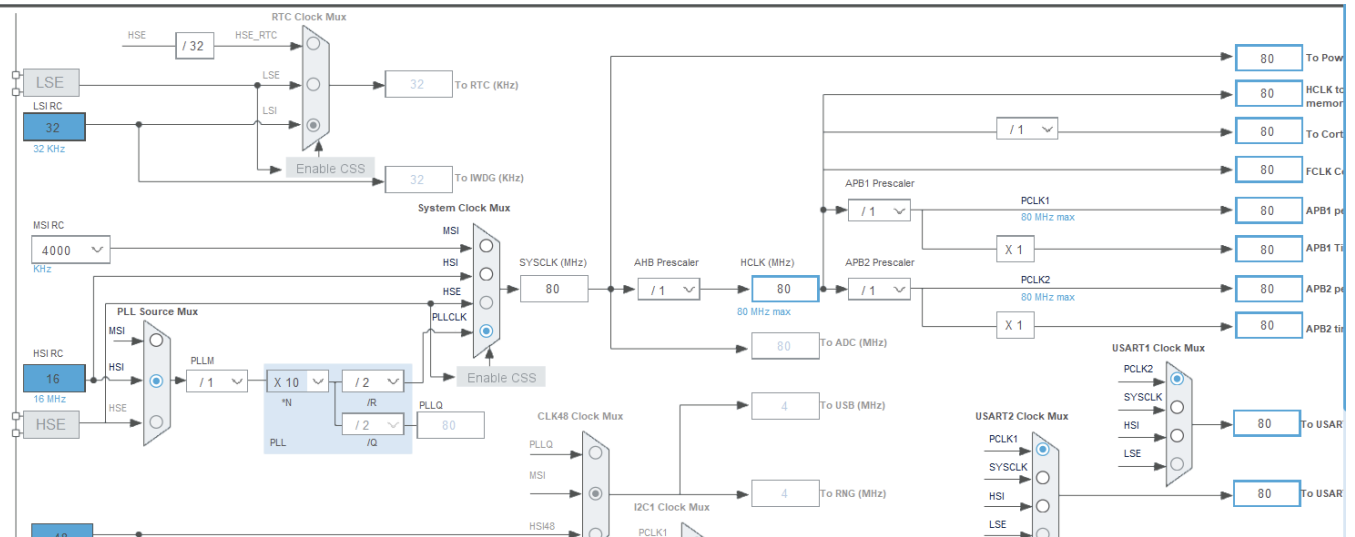 RTC Clock Mux
HSE
/ 32
HSE_RTC
LSE
LSE
32
To RTC (KHz)
LSI RC
32
32 KHz
LSI
Enable CSS
32
To IWDG (KHz)
80
To Pow
80
HCLK to
memor
/ 1
80
To Cort
80
FCLK Co
APB1 Prescaler
/ 1
PCLK1
80 MHz max
80
APB1 pe
X 1
80
APB1 Ti
System Clock Mux
MSI RC
4000
KHz
MSI
HSI
HSE
PLLCLK
SYSCLK (MHz)
80
AHB Prescaler
/ 1
HCLK (MHz)
80
80 MHz max
APB2 Prescaler
/ 1
PCLK2
80 MHz max
80
APB2 pe
X 1
80
APB2 tim
Enable CSS
80
To ADC (MHz)
PLL Source Mux
MSI
HSI RC
16
16 MHz
HSI
HSE
HSE
PLLM
/ 1
X 10
*N
/ 2
/R
/ 2
/Q
PLL
PLLQ
80
CLK48 Clock Mux
PLLQ
MSI
HSI48
4
To USB (MHz)
4
To RNG (MHz)
I2C1 Clock Mux
PCLK1
USART1 Clock Mux
PCLK2
SYSCLK
HSI
LSE
80
To USAR
USART2 Clock Mux
PCLK1
SYSCLK
HSI
LSE
80
To USAR
48